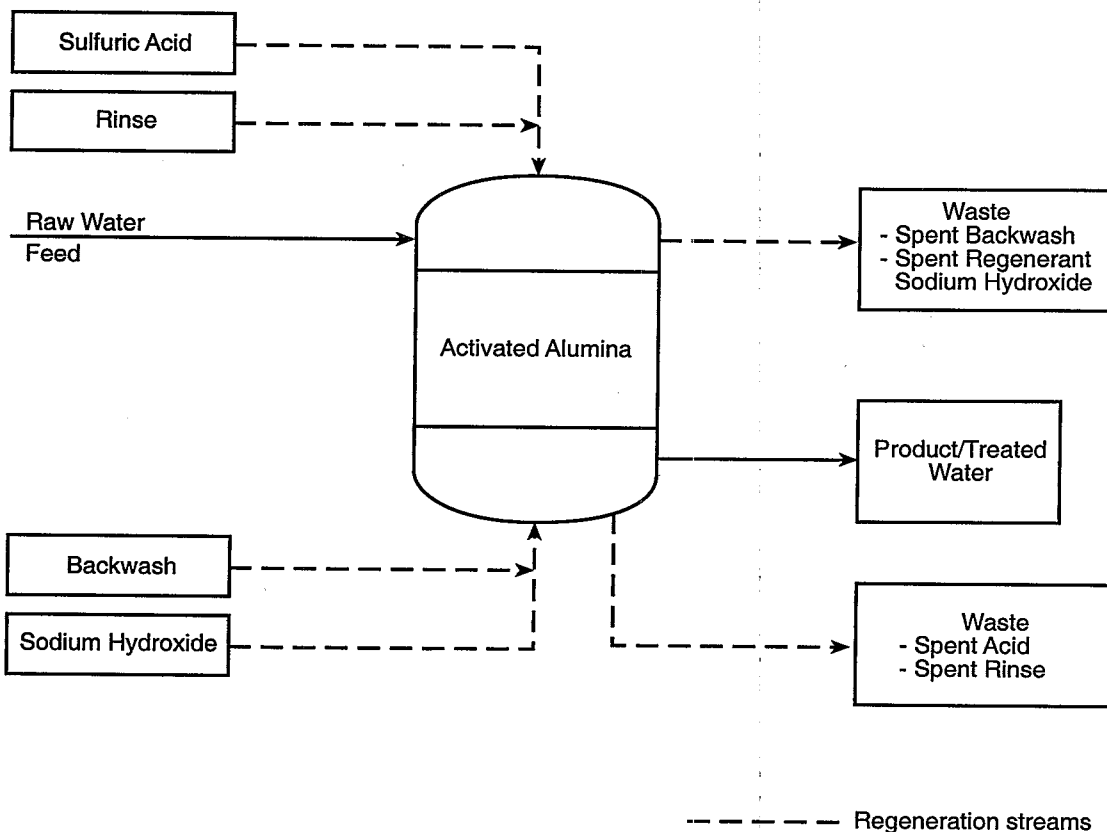 Sulfuric Acid
Rinse
Raw Water
Feed
Activated Alumina
Backwash
Sodium Hydroxide
Waste
- Spent Backwash
- Spent Regenerant
Sodium Hydroxide
Product/Treated
Water
Waste
- Spent Acid
- Spent Rinse
Regeneration streams